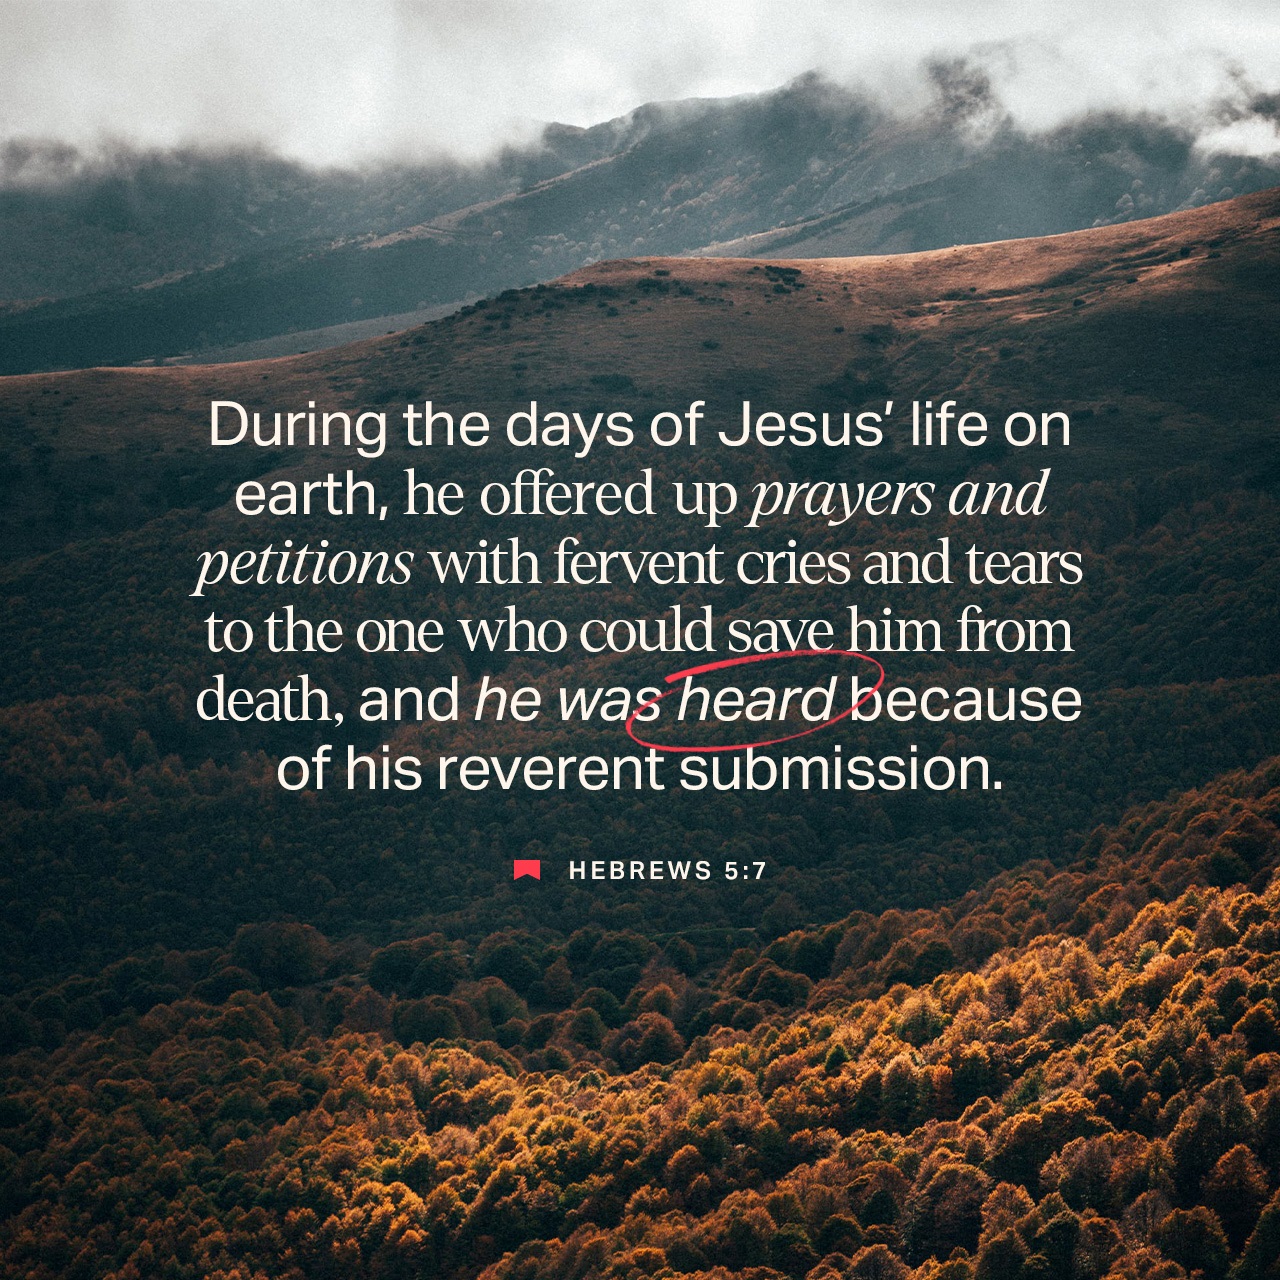 During the days of Jesus’ life on
earth, he offered up prayers and
petitions with fervent cries and tears
to the one who could save him from
death, and he was heard because
of his reverent submission.
HEBREWS 5:7